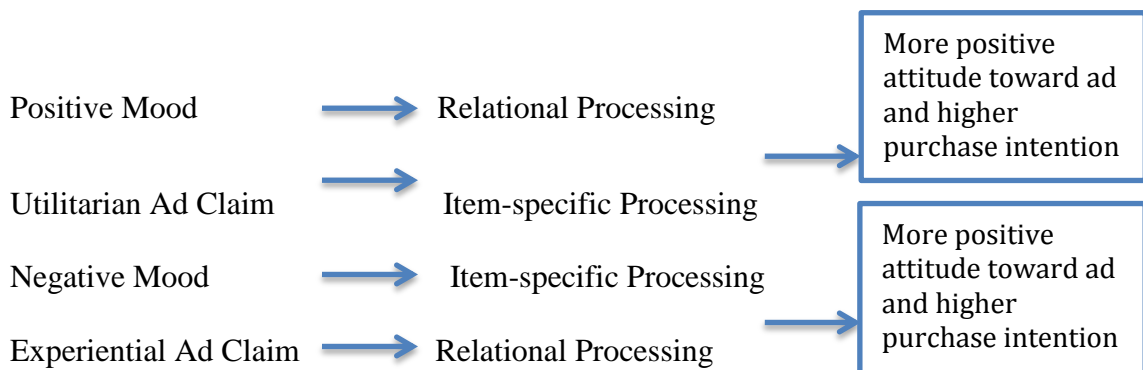 Positive Mood
Relational Processing
Utilitarian Ad Claim
Item-specific Processing
More positive
attitude toward ad
and higher
purchase intention
Negative Mood
Item-specific Processing
Experiential Ad Claim
Relational Processing
More positive
attitude toward ad
and higher
purchase intention